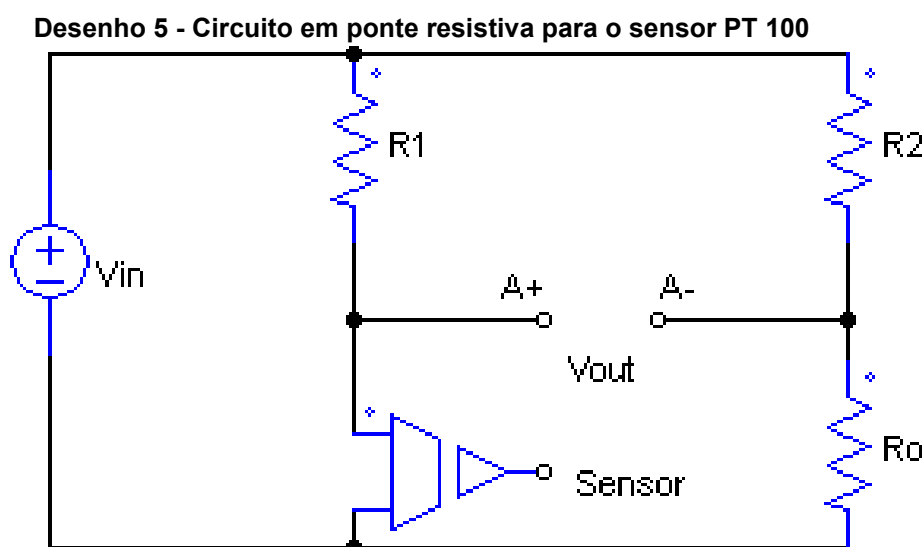 Desenho 5 - Circuito em ponte resistiva para o sensor PT 100
R1
R2
Vin
A+
A-
Vout
Ro
Sensor